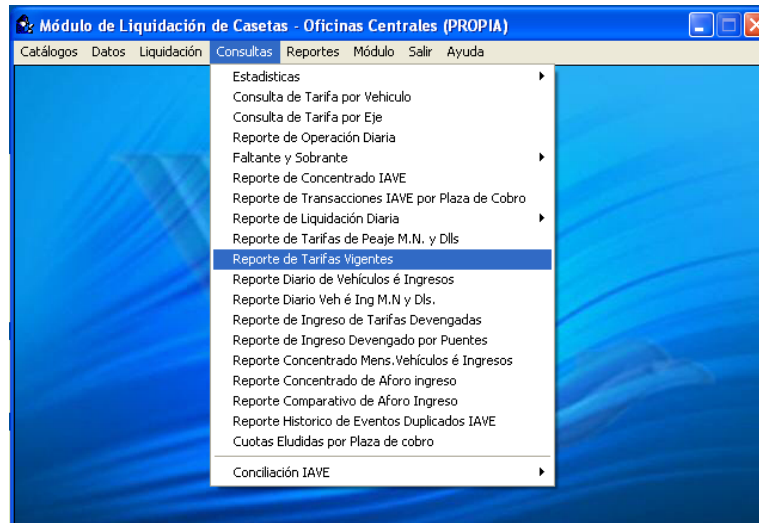 Módulo de Liquidación de Casetas - Oficinas Centrales (PROPIA)
Catálogos Datos Liquidación Consultas Reportes Módulo Salir Ayuda
Estadisticas
Consulta de Tarifa por Vehiculo
Consulta de Tarifa por Eje
Reporte de Operación Diaria
Faltante y Sobrante
Reporte de Concentrado IAVE
Reporte de Transacciones IAVE por Plaza de Cobro
Reporte de Liquidación Diaria
Reporte de Tarifas de Peaje M.N. y Dlls
Reporte de Tarifas Vigentes
Reporte Diario de Vehículos é Ingresos
Reporte Diario Veh é Ing M.N y Dls.
Reporte de Ingreso de Tarifas Devengadas
Reporte de Ingreso Devengado por Puentes
Reporte Concentrado Mens.Vehículos é Ingresos
Reporte Concentrado de Aforo ingreso
Reporte Comparativo de Aforo Ingreso
Reporte Historico de Eventos Duplicados IAVE
Cuotas Eludidas por Plaza de cobro
Conciliación IAVE